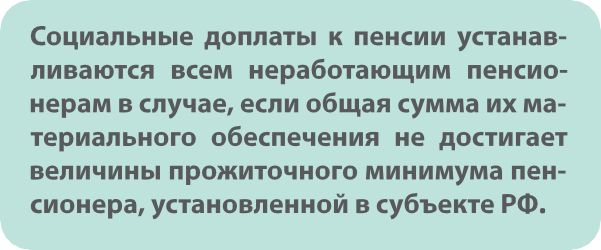 Социальные доплаты к пенсии устанав-
ливаются всем неработающим пенсио-
нерам в случае, если общая сумма их ма-
териального обеспечения не достигает
величины прожиточного минимума пен-
сионера, установленной в субъекте РФ.